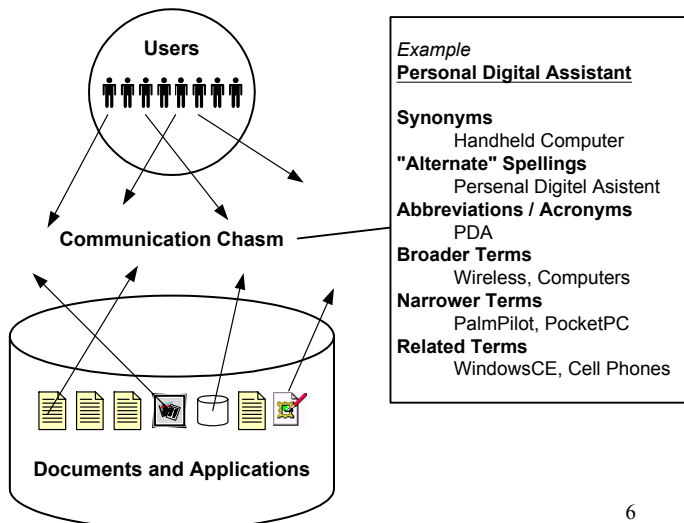 Users
Communication Chasm
Documents and Applications
Example
Personal Digital Assistant
Synonyms
Handheld Computer
"Alternate" Spellings
Persenal Digitel Asistent
Abbreviations / Acronyms
PDA
Broader Terms
Wireless, Computers
Narrower Terms
PalmPilot, PocketPC
Related Terms
WindowsCE, Cell Phones
6